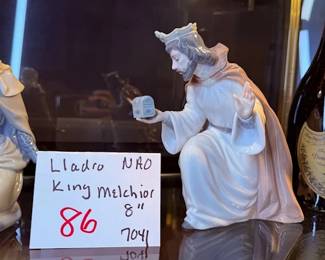 Lladro NAO
King Melchior
86 8"
7041